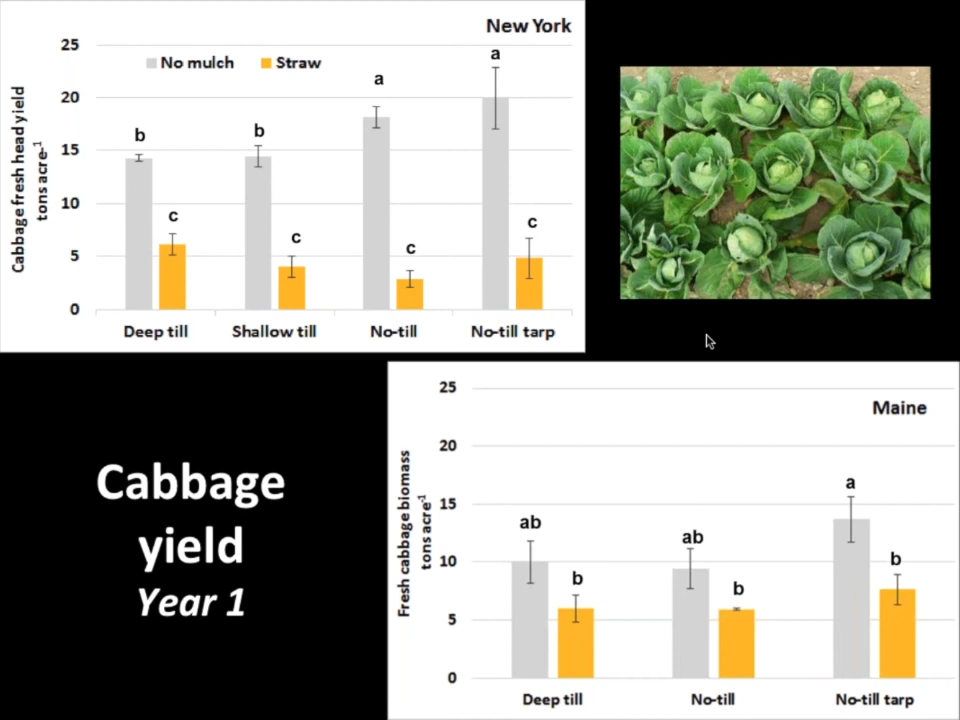 New York
25
20
15
10
5
0
No mulch
Straw
Cabbage fresh head yield
tons acre-1
b
c
b
c
a
c
a
c
Deep till
Shallow till
No-till
No-till tarp
Cabbage
yield
Year 1
Maine
25
20
15
10
5
0
Fresh cabbage biomass
tons acre-1
ab
b
ab
b
a
b
Deep till
No-till
No-till tarp